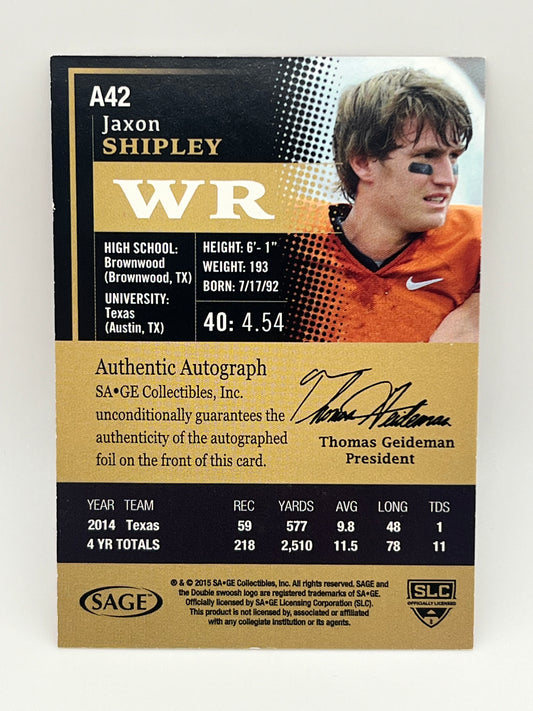 A42
Jaxon
SHIPLEY
WR
HIGH SCHOOL:
Brownwood
(Brownwood, TX)
UNIVERSITY:
Texas
(Austin, TX)
HEIGHT: 6'- 1"
WEIGHT: 193
BORN: 7/17/92
40: 4.54
Authentic Autograph
SA•GE Collectibles, Inc.
unconditionally guarantees the
authenticity of the autographed
foil on the front of this card.
Thomas Geideman
Thomas Geideman
President
YEAR TEAM REC YARDS AVG LONG TDS
2014 Texas 59 577 9.8 48 1
4 YR TOTALS 218 2,510 11.5 78 11
SAGE
® & © 2015 SA•GE Collectibles, Inc. All rights reserved. SAGE and
the Double swoosh logo are registered trademarks of SA•GE.
Officially licensed by SA•GE Licensing Corporation (SLC).
This product is not licensed by, associated or affiliated
with any collegiate institution or its agents.
SLC
OFFICIALLY LICENSED